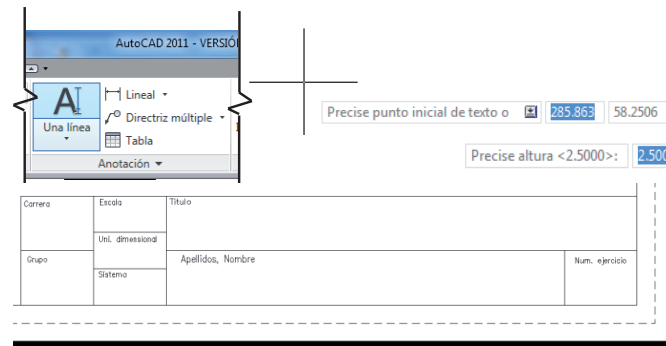 AutoCAD 2011 - VERSIÓ
Lineal
Directriz múltiple
Una línea
Tabla
Anotación
Precise punto inicial de texto o 285.863 58.2506
Precise altura <2.5000>: 2.500
Carrera
Escala
Titulo
Uni. dimensional
Grupo
Apellidos, Nombre
Num. ejercicio
Sistema